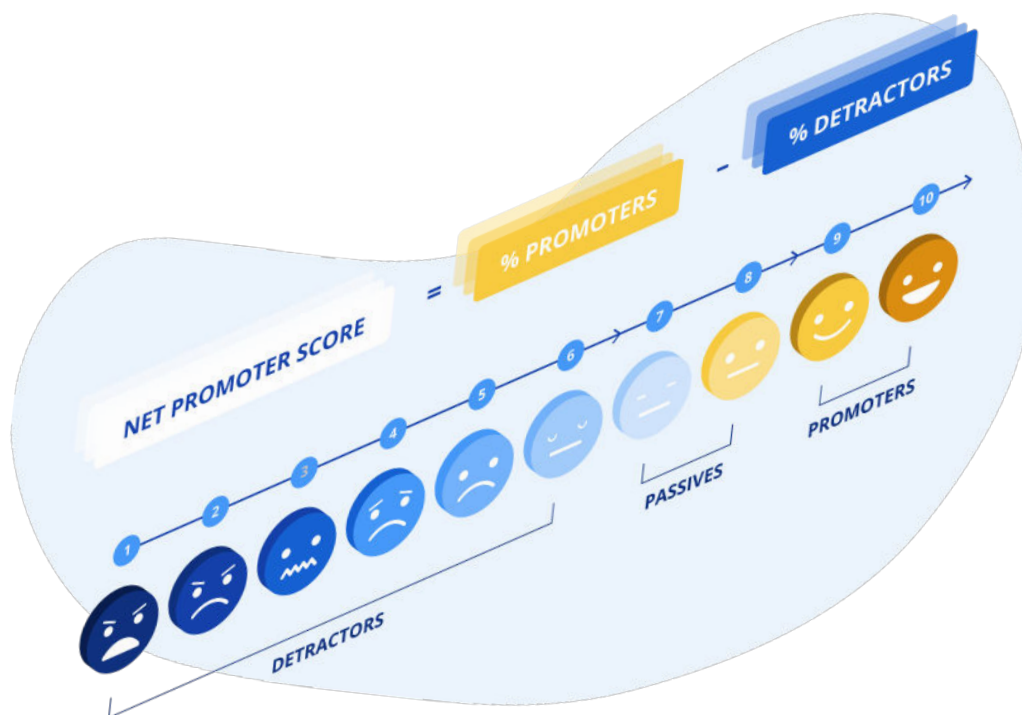 NET PROMOTER SCORE
=
% PROMOTERS
-
% DETRACTORS
1
2
3
4
5
6
7
8
9
10
DETRACTORS
PASSIVES
PROMOTERS